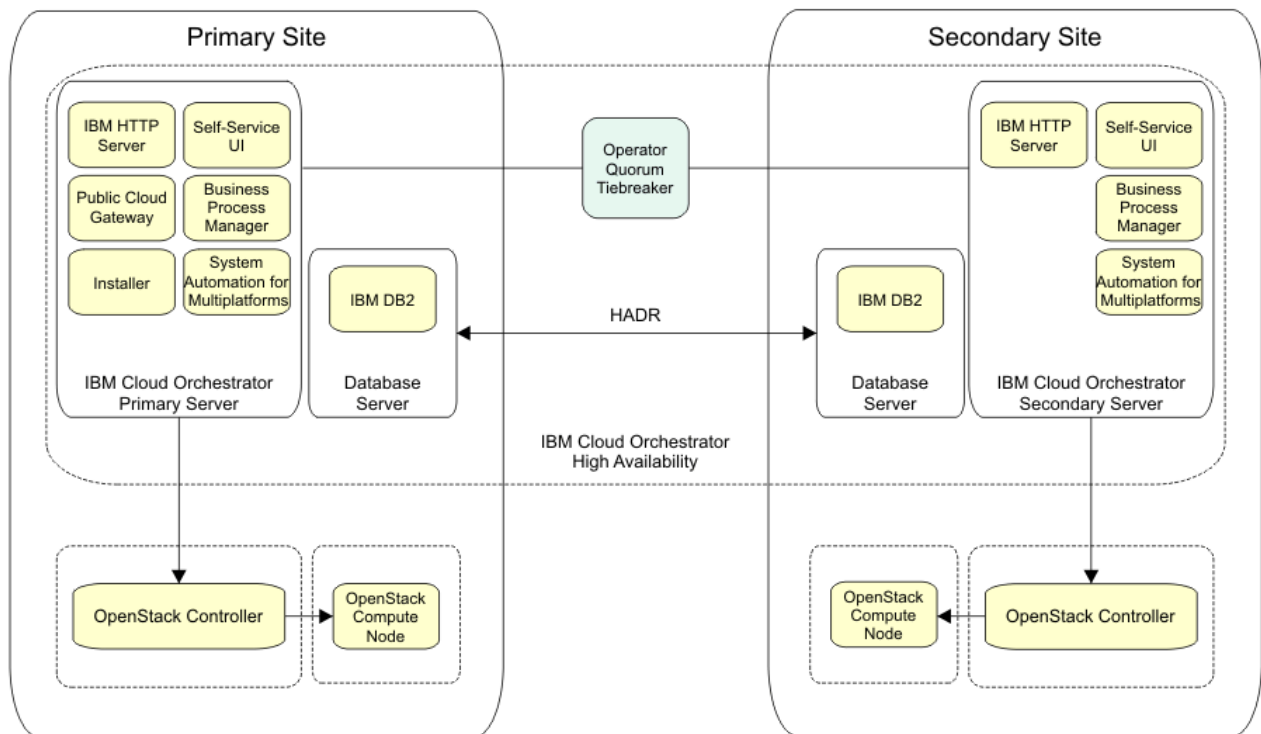 Primary Site
Secondary Site
IBM HTTP
Server
Self-Service
UI
Public Cloud
Gateway
Business
Process
Manager
Installer
System
Automation for
Multiplatforms
IBM Cloud Orchestrator
Primary Server
IBM DB2
Database
Server
Operator
Quorum
Tiebreaker
HADR
IBM Cloud Orchestrator
High Availability
IBM DB2
Database
Server
IBM HTTP
Server
Self-Service
UI
Business
Process
Manager
System
Automation for
Multiplatforms
IBM Cloud Orchestrator
Secondary Server
OpenStack Controller
OpenStack
Compute
Node
OpenStack
Compute
Node
OpenStack Controller